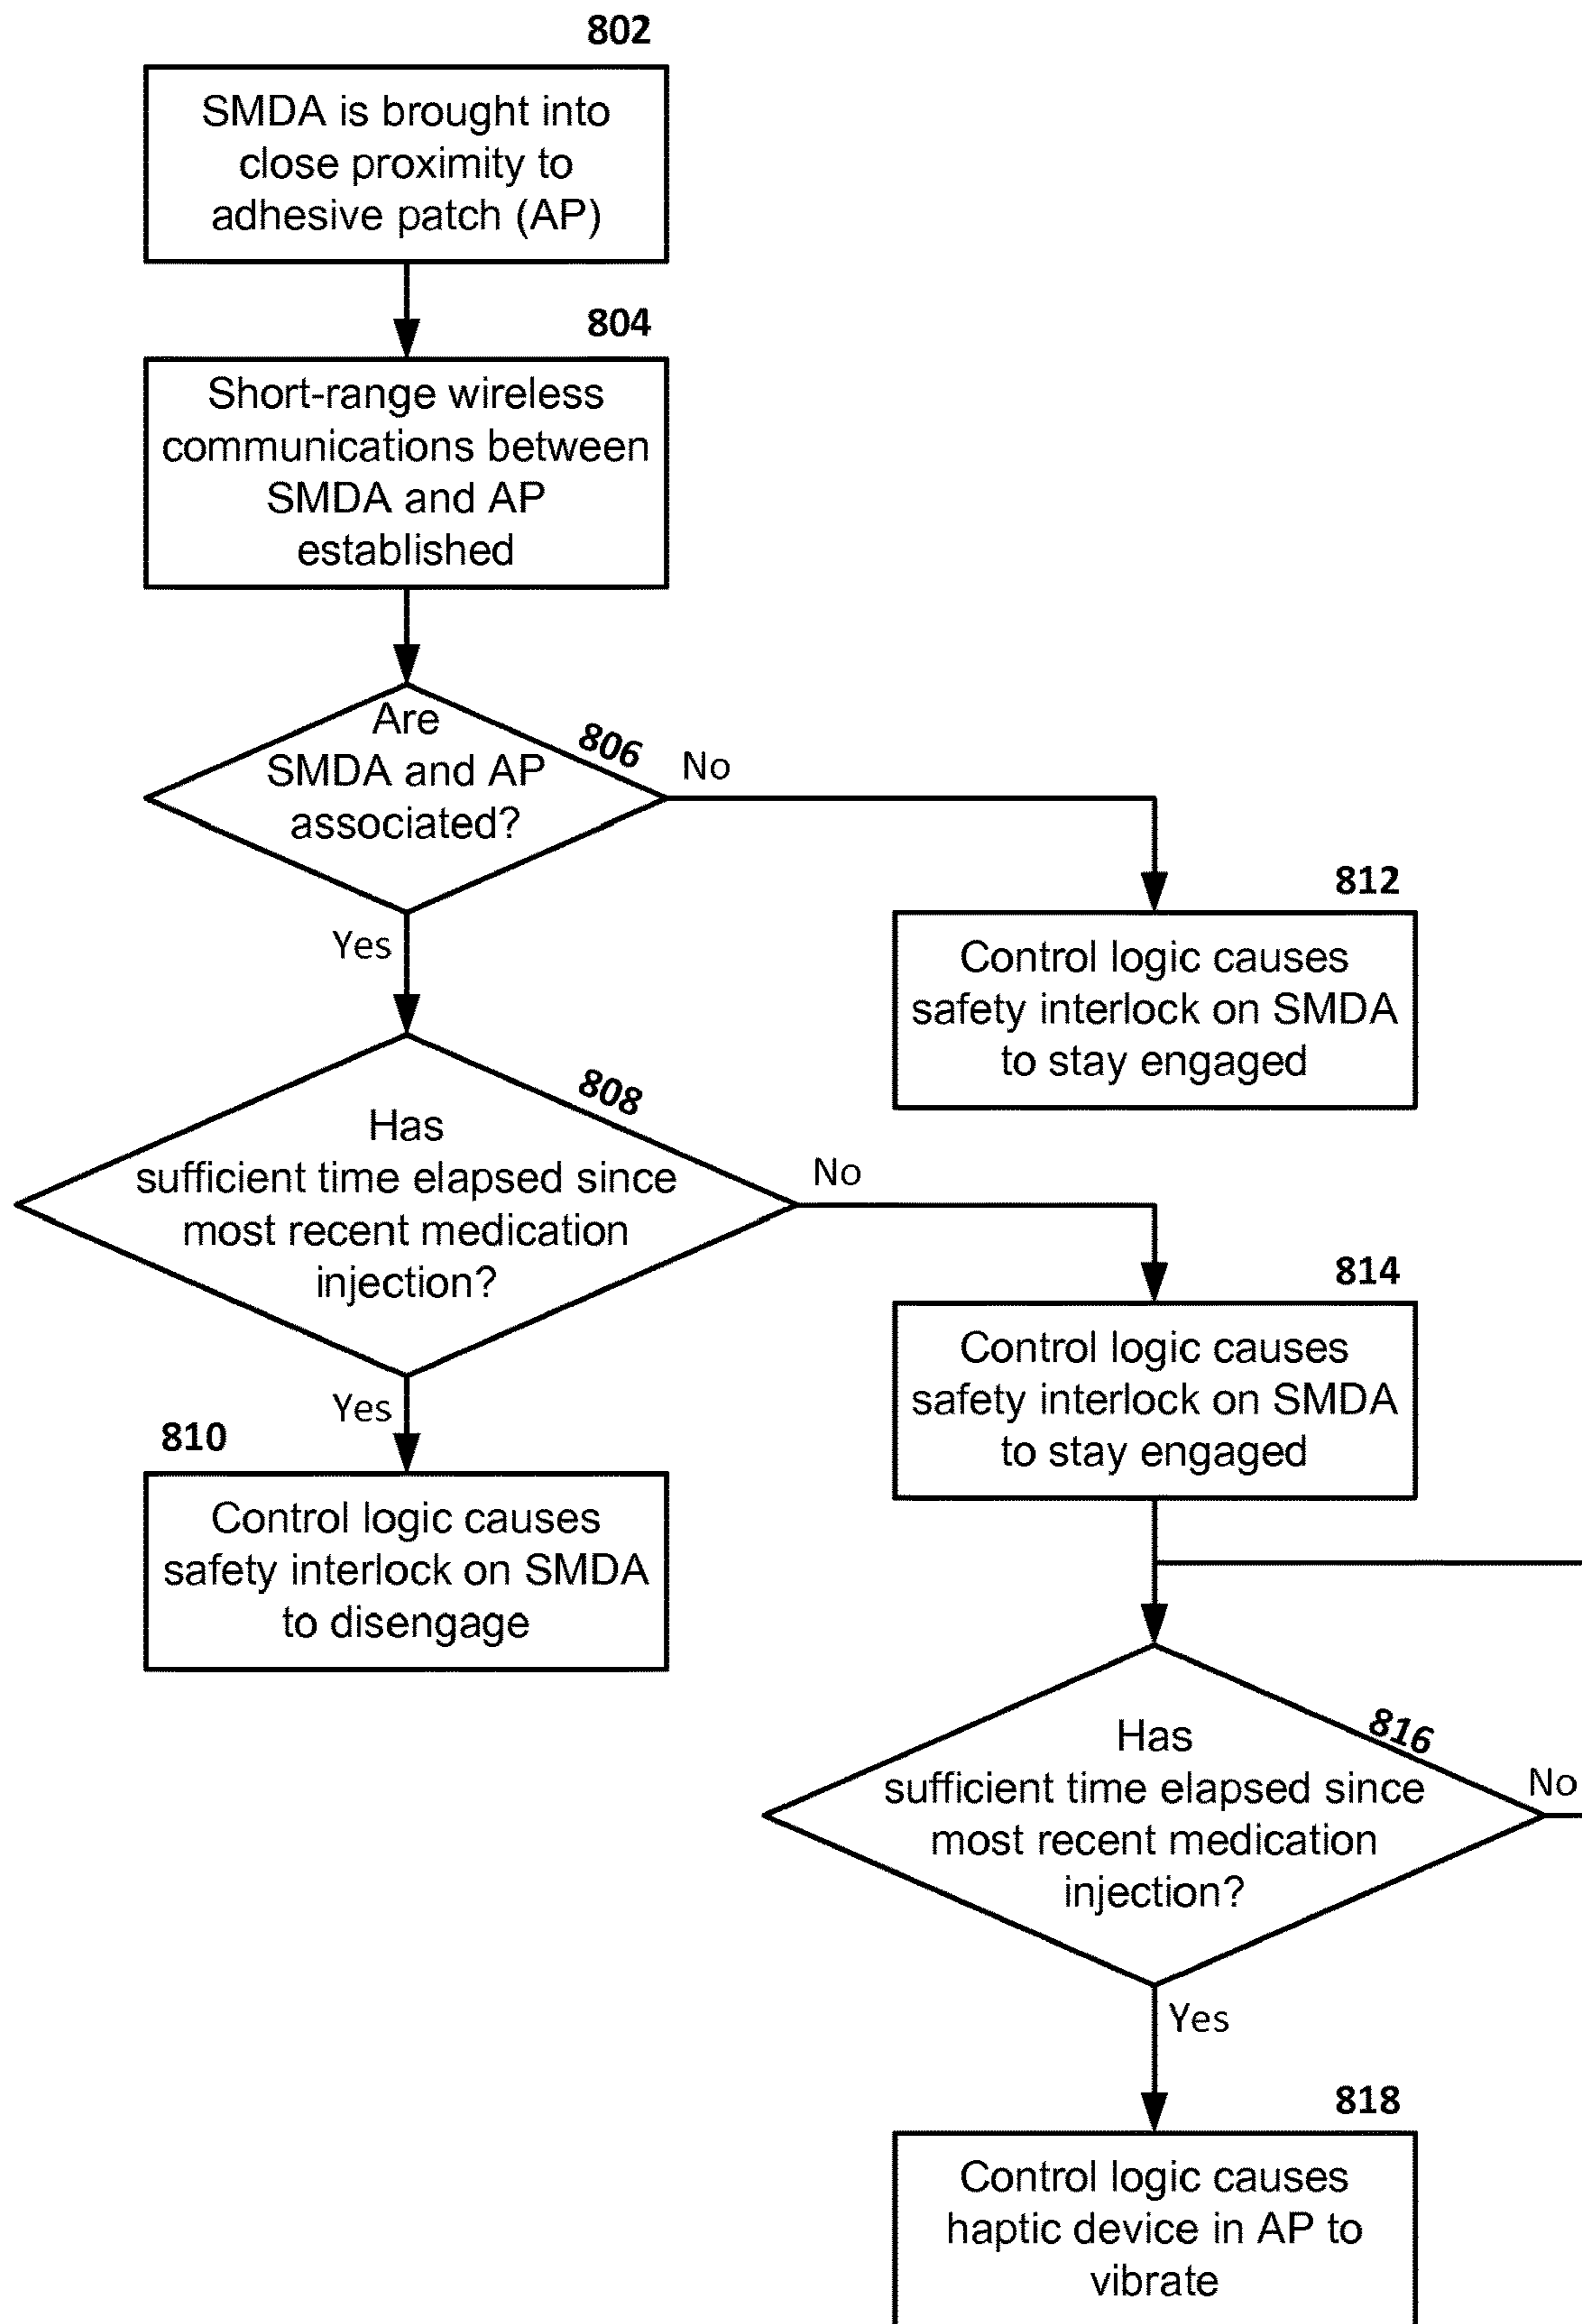 802
SMDA is brought into
close proximity to
adhesive patch (AP)
804
Short-range wireless
communications between
SMDA and AP
established
Are
SMDA and AP
associated?
806
No
Yes
812
Control logic causes
safety interlock on SMDA
to stay engaged
808
Has
sufficient time elapsed since
most recent medication
injection?
No
Yes
810
Control logic causes
safety interlock on SMDA
to disengage
814
Control logic causes
safety interlock on SMDA
to stay engaged
816
Has
sufficient time elapsed since
most recent medication
injection?
No
Yes
818
Control logic causes
haptic device in AP to
vibrate